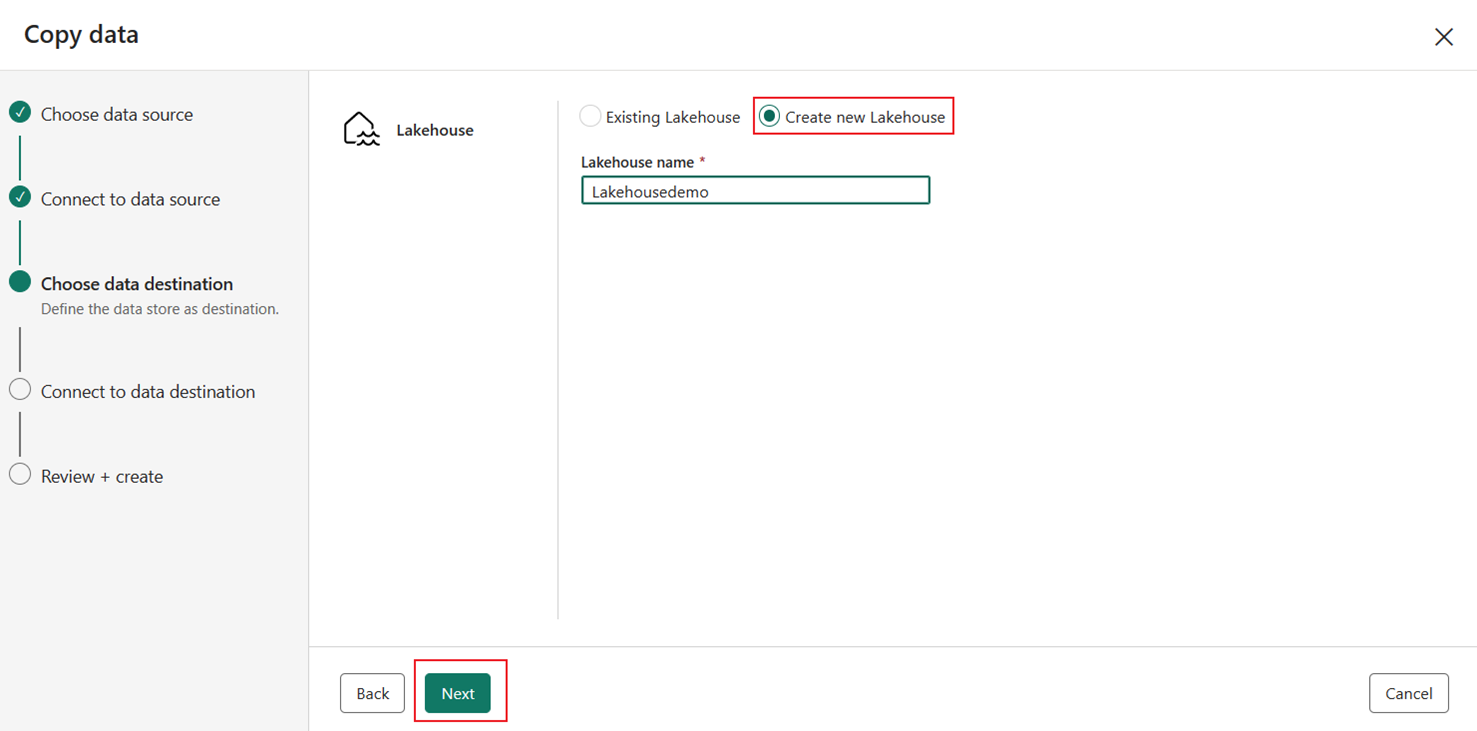 Copy data
Choose data source
Connect to data source
Choose data destination
Define the data store as destination.
Connect to data destination
Review + create
Lakehouse
Existing Lakehouse
Create new Lakehouse
Lakehouse name *
Lakehousedemo
Back
Next
Cancel